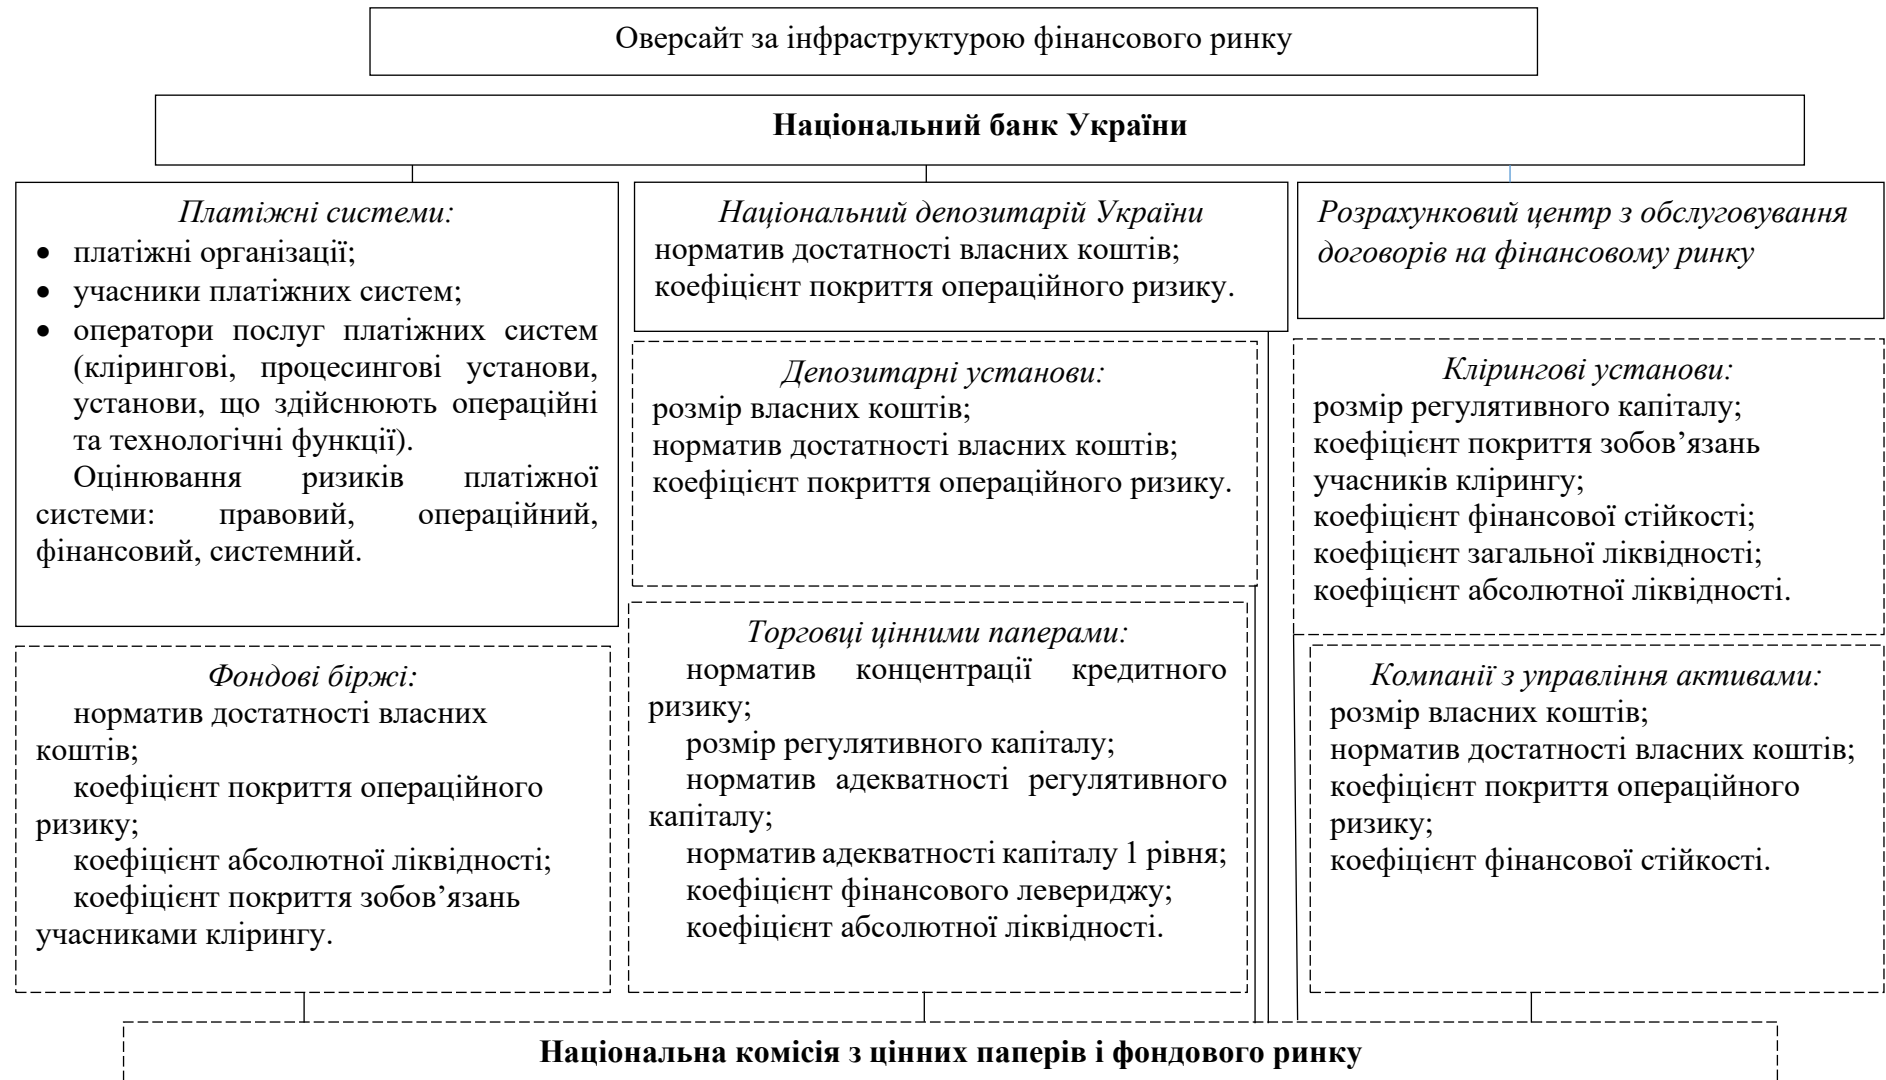 Оверсайт за інфраструктурою фінансового ринку
Національний банк України
Платіжні системи:
• платіжні організації;
• учасники платіжних систем;
• оператори послуг платіжних систем
(клірингові, процесингові установи,
установи, що здійснюють операційні
та технологічні функції).
Оцінювання ризиків платіжної
системи: правовий, операційний,
фінансовий, системний.
Національний депозитарій України
норматив достатності власних коштів;
коефіцієнт покриття операційного ризику.
Розрахунковий центр з обслуговування
договорів на фінансовому ринку
Депозитарні установи:
розмір власних коштів;
норматив достатності власних коштів;
коефіцієнт покриття операційного ризику.
Клірингові установи:
розмір регулятивного капіталу;
коефіцієнт покриття зобов’язань
учасників клірингу;
коефіцієнт фінансової стійкості;
коефіцієнт загальної ліквідності;
коефіцієнт абсолютної ліквідності.
Фондові біржі:
норматив достатності власних
коштів;
коефіцієнт покриття операційного
ризику;
коефіцієнт абсолютної ліквідності;
коефіцієнт покриття зобов’язань
учасниками клірингу.
Торговці цінними паперами:
норматив концентрації кредитного
ризику;
розмір регулятивного капіталу;
норматив адекватності регулятивного
капіталу;
норматив адекватності капіталу 1 рівня;
коефіцієнт фінансового левериджу;
коефіцієнт абсолютної ліквідності.
Компанії з управління активами:
розмір власних коштів;
норматив достатності власних коштів;
коефіцієнт покриття операційного
ризику;
коефіцієнт фінансової стійкості.
Національна комісія з цінних паперів і фондового ринку